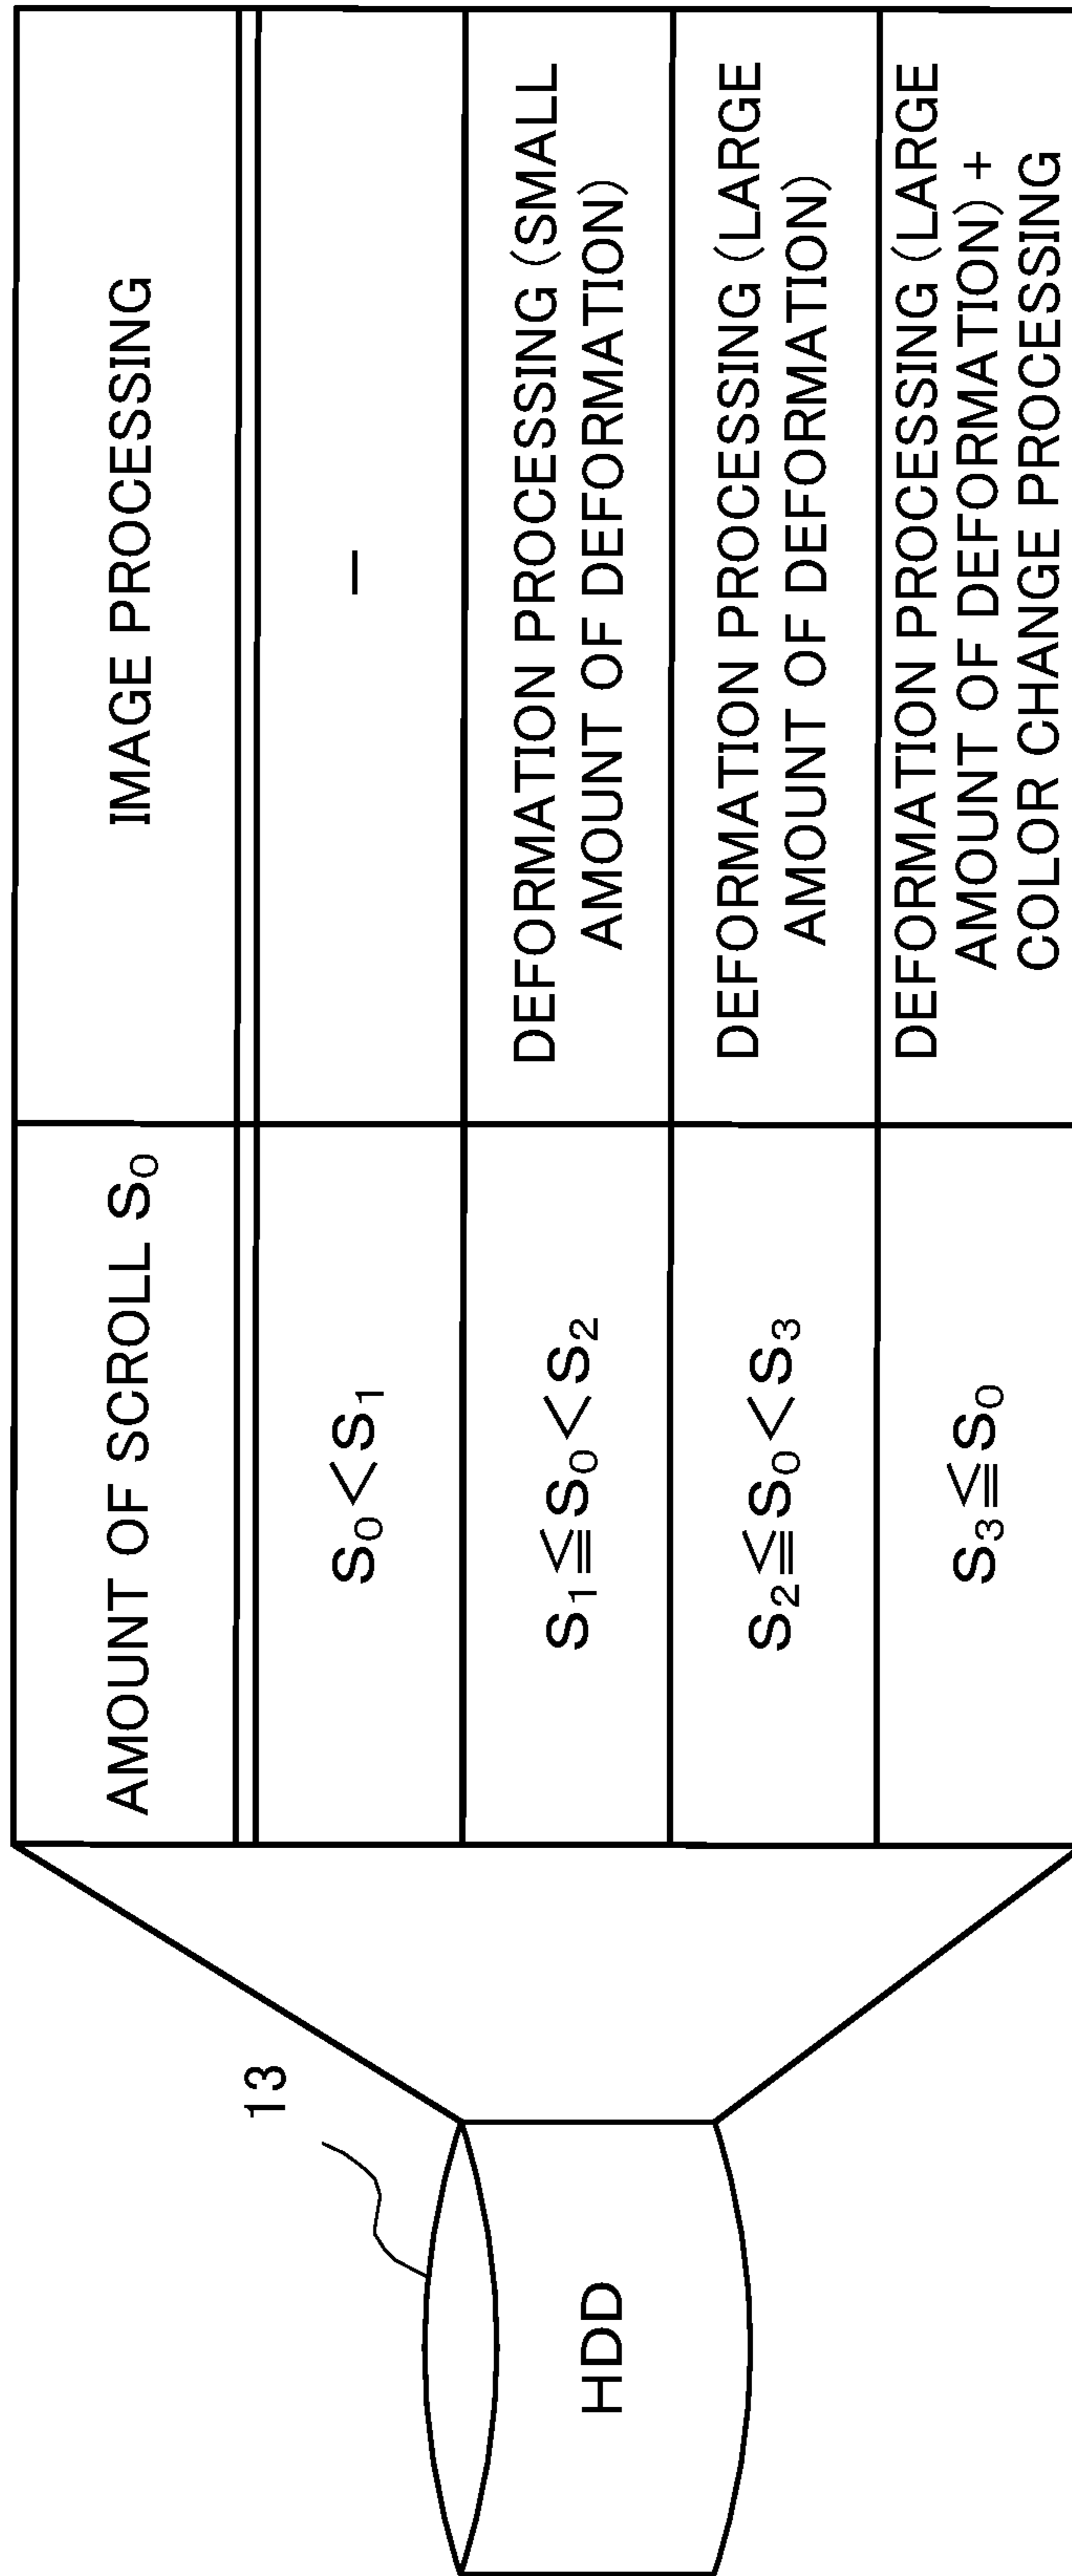 13
HDD
AMOUNT OF SCROLL S₀
IMAGE PROCESSING
S₀<S₁
–
S₁≦S₀<S₂
DEFORMATION PROCESSING (SMALL
AMOUNT OF DEFORMATION)
S₂≦S₀<S₃
DEFORMATION PROCESSING (LARGE
AMOUNT OF DEFORMATION)
S₃≦S₀
DEFORMATION PROCESSING (LARGE
AMOUNT OF DEFORMATION) +
COLOR CHANGE PROCESSING